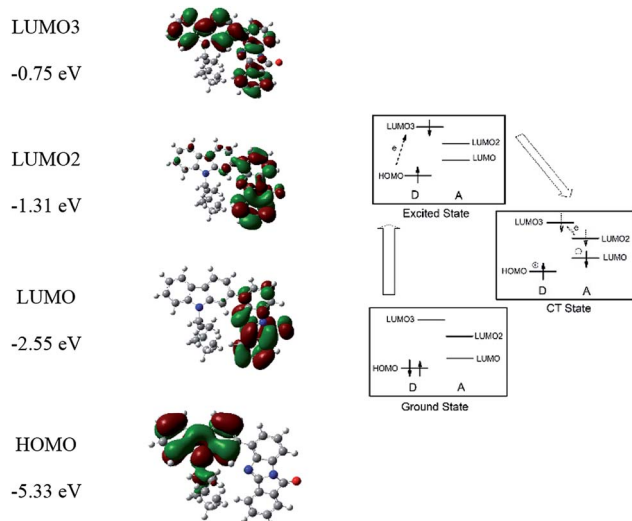 LUMO3
-0.75 eV
LUMO2
-1.31 eV
LUMO
-2.55 eV
HOMO
-5.33 eV
LUMO3
e
LUMO2
LUMO
HOMO
D A
Excited State
LUMO3
e
LUMO2
LUMO
HOMO
D A
CT State
LUMO3
LUMO2
LUMO
HOMO
D A
Ground State